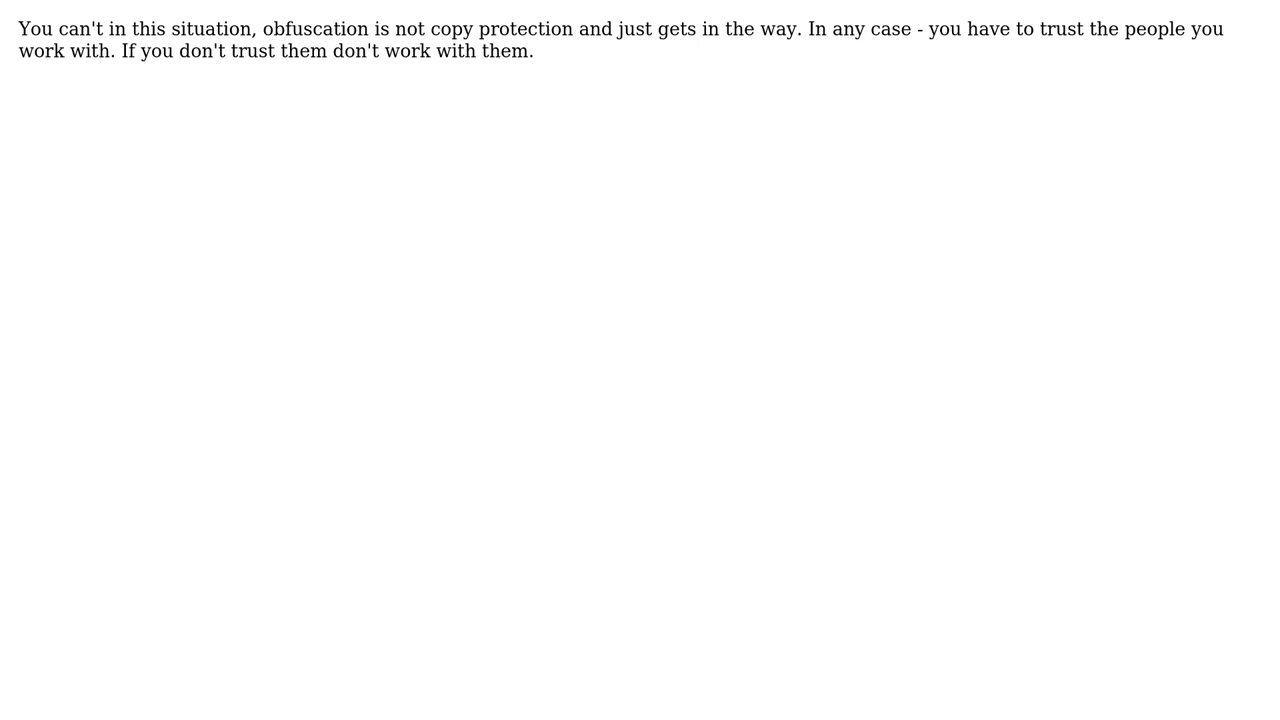 You can't in this situation, obfuscation is not copy protection and just gets in the way. In any case - you have to trust the people you
work with. If you don't trust them don't work with them.